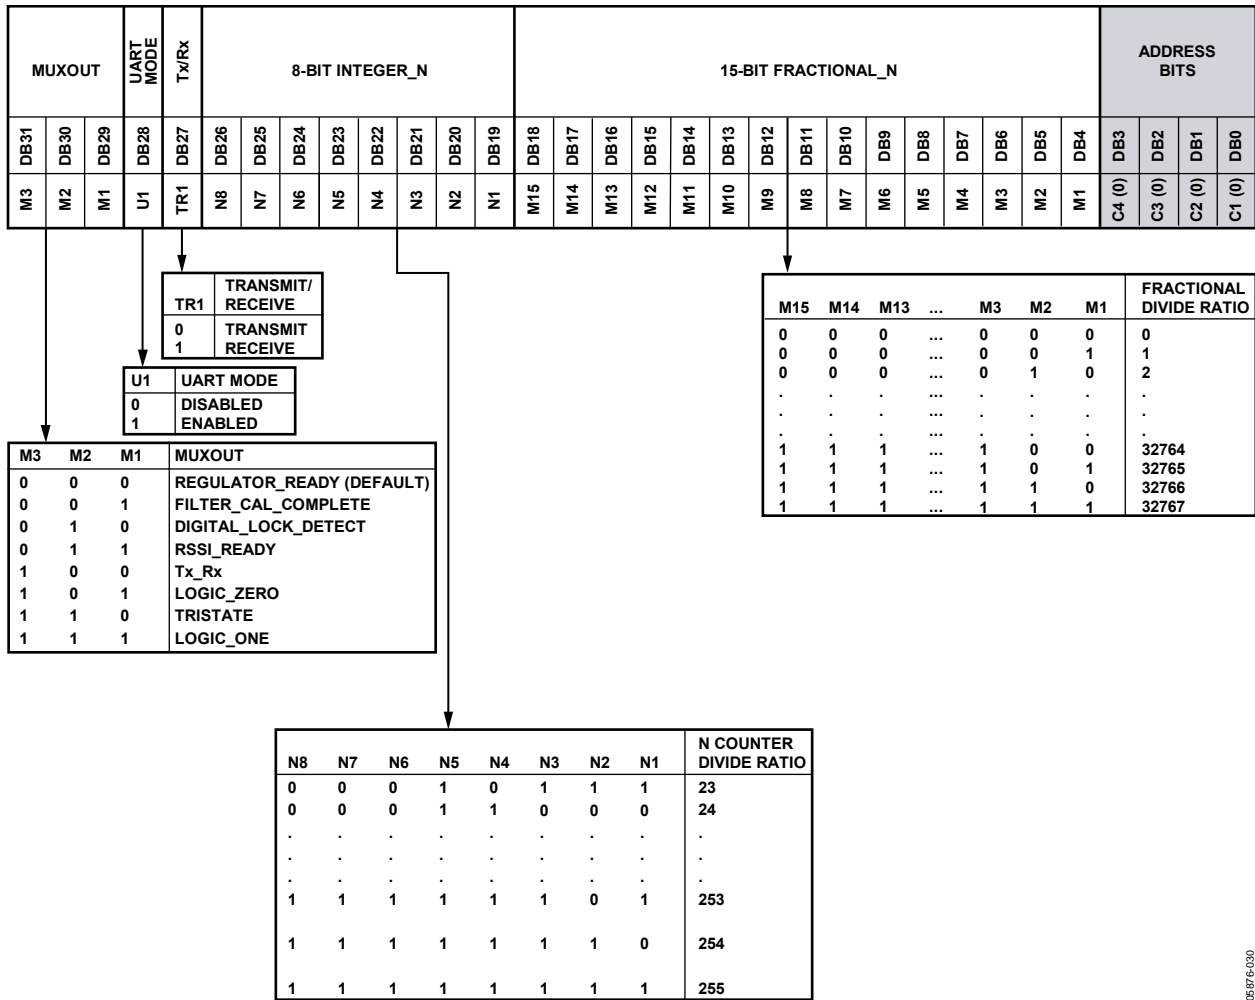 MUXOUT UART MODE Tx/Rx 8-BIT INTEGER_N 15-BIT FRACTIONAL_N ADDRESS BITS
DB31 DB30 DB29 DB28 DB27 DB26 DB25 DB24 DB23 DB22 DB21 DB20 DB19 DB18 DB17 DB16 DB15 DB14 DB13 DB12 DB11 DB10 DB9 DB8 DB7 DB6 DB5 DB4 DB3 DB2 DB1 DB0
M3 M2 M1 U1 TR1 N8 N7 N6 N5 N4 N3 N2 N1 M15 M14 M13 M12 M11 M10 M9 M8 M7 M6 M5 M4 M3 M2 M1 C4 (0) C3 (0) C2 (0) C1 (0)
TR1 TRANSMIT/ RECEIVE
0 TRANSMIT
1 RECEIVE
U1 UART MODE
0 DISABLED
1 ENABLED
M3 M2 M1 MUXOUT
0 0 0 REGULATOR_READY (DEFAULT)
0 0 1 FILTER_CAL_COMPLETE
0 1 0 DIGITAL_LOCK_DETECT
0 1 1 RSSI_READY
1 0 0 Tx_Rx
1 0 1 LOGIC_ZERO
1 1 0 TRISTATE
1 1 1 LOGIC_ONE
M15 M14 M13 ... M3 M2 M1 FRACTIONAL DIVIDE RATIO
0 0 0 ... 0 0 0 0
0 0 0 ... 0 0 1 1
0 0 0 ... 0 1 0 2
. . . ... . . . .
. . . ... . . . .
. . . ... . . . .
1 1 1 ... 1 0 0 32764
1 1 1 ... 1 0 1 32765
1 1 1 ... 1 1 0 32766
1 1 1 ... 1 1 1 32767
N8 N7 N6 N5 N4 N3 N2 N1 N COUNTER DIVIDE RATIO
0 0 0 1 0 1 1 1 23
0 0 0 1 1 0 0 0 24
. . . . . . . . .
. . . . . . . . .
. . . . . . . . .
1 1 1 1 1 1 0 1 253
1 1 1 1 1 1 1 0 254
1 1 1 1 1 1 1 1 255
05876-030